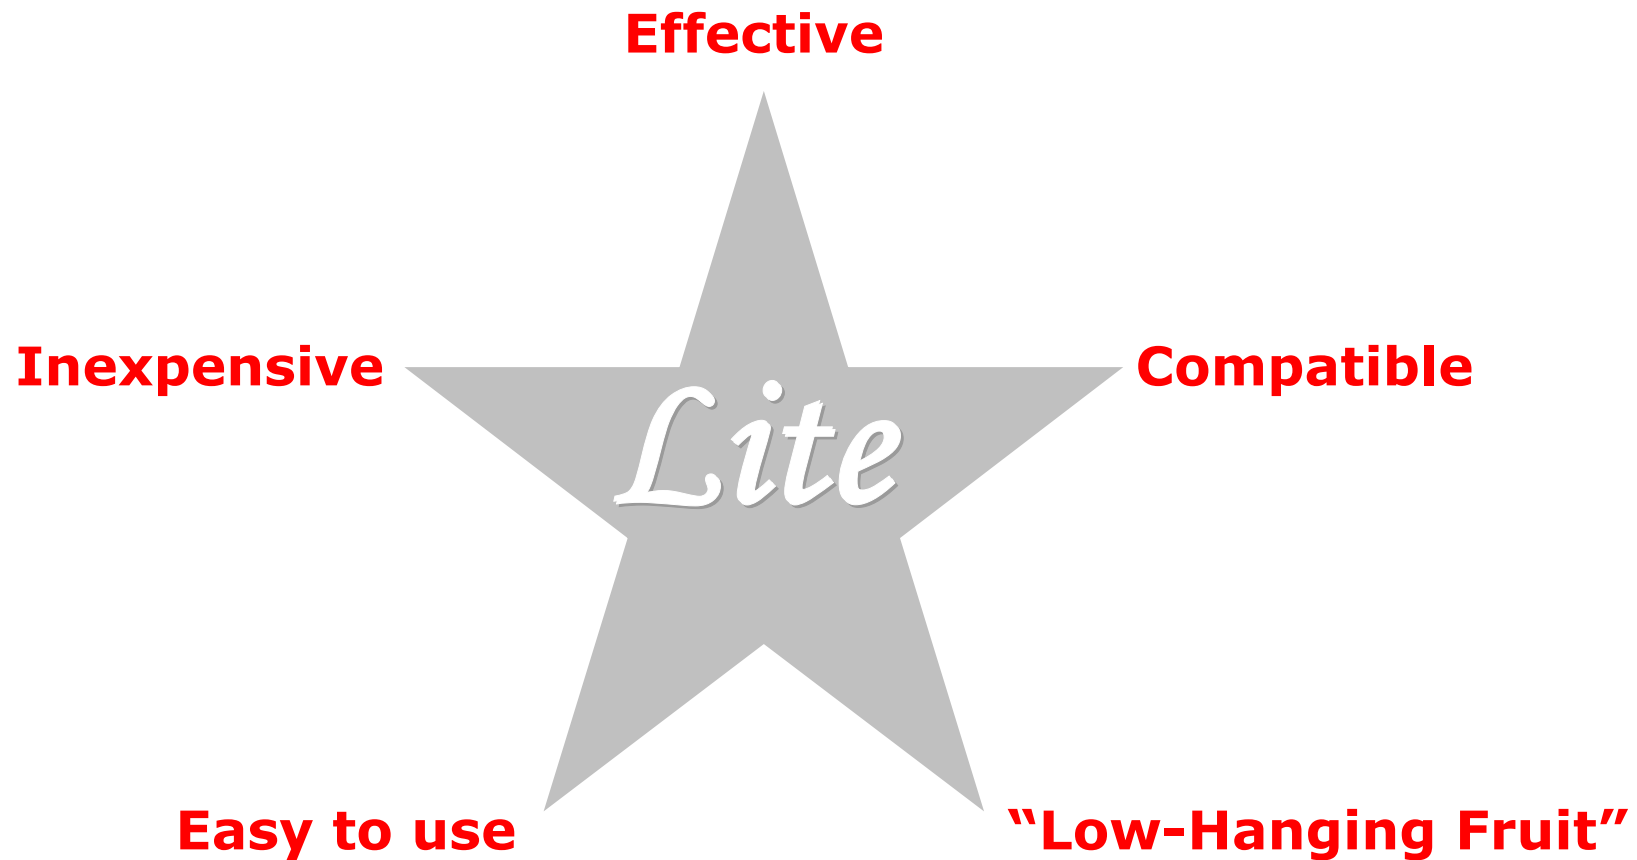 Effective
Inexpensive
Compatible
Lite
Easy to use
“Low-Hanging Fruit”